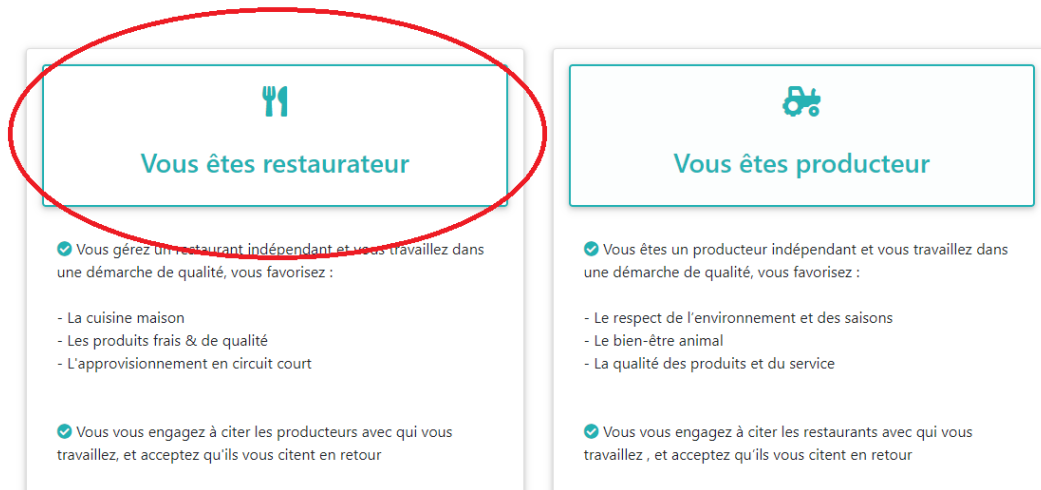 Vous êtes restaurateur
Vous gérez un restaurant indépendant et vous travaillez dans
une démarche de qualité, vous favorisez :
- La cuisine maison
- Les produits frais & de qualité
- L'approvisionnement en circuit court
Vous vous engagez à citer les producteurs avec qui vous
travaillez, et acceptez qu'ils vous citent en retour
Vous êtes producteur
Vous êtes un producteur indépendant et vous travaillez dans
une démarche de qualité, vous favorisez :
- Le respect de l'environnement et des saisons
- Le bien-être animal
- La qualité des produits et du service
Vous vous engagez à citer les restaurants avec qui vous
travaillez , et acceptez qu'ils vous citent en retour